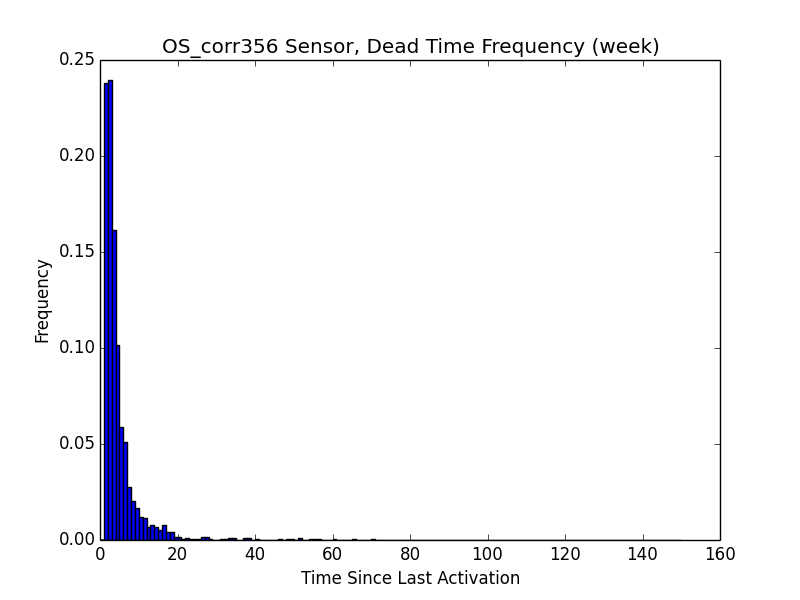 OS_corr356 Sensor, Dead Time Frequency (week)
0.25
0.20
0.15
0.10
0.05
0.00
Frequency
0 20 40 60 80 100 120 140 160
Time Since Last Activation